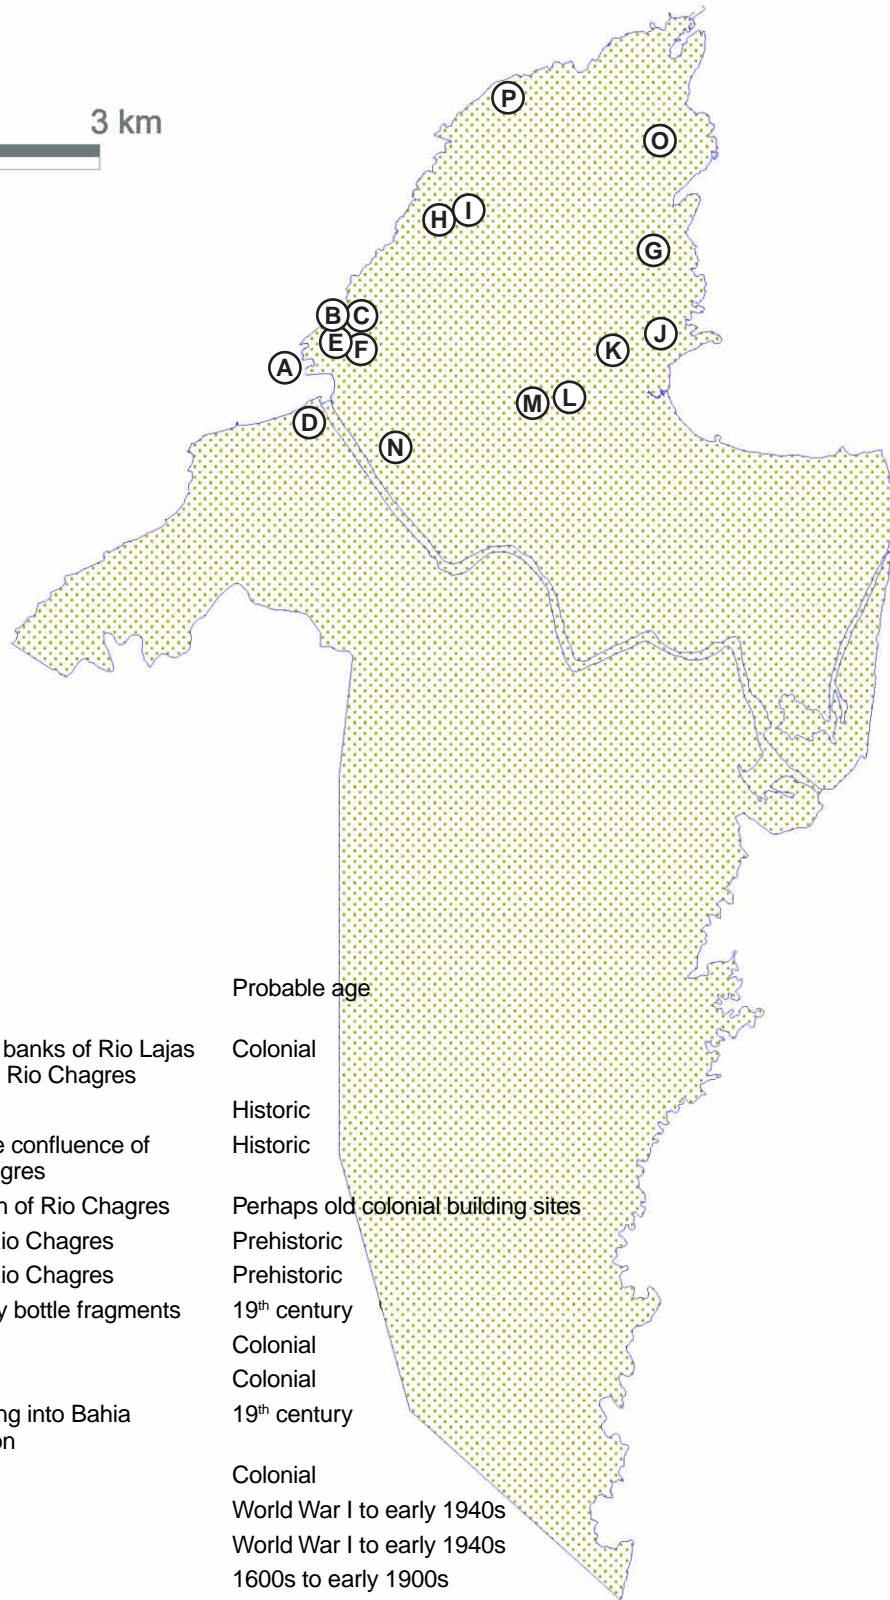 3 km
P
O
H
I
G
B
C
E
F
J
K
A
L
M
D
N
Probable age
banks of Rio Lajas Colonial
Rio Chagres
Historic
e confluence of Historic
gres
n of Rio Chagres Perhaps old colonial building sites
Rio Chagres Prehistoric
Rio Chagres Prehistoric
y bottle fragments 19th century
Colonial
Colonial
ng into Bahia 19th century
on
Colonial
World War I to early 1940s
World War I to early 1940s
1600s to early 1900s